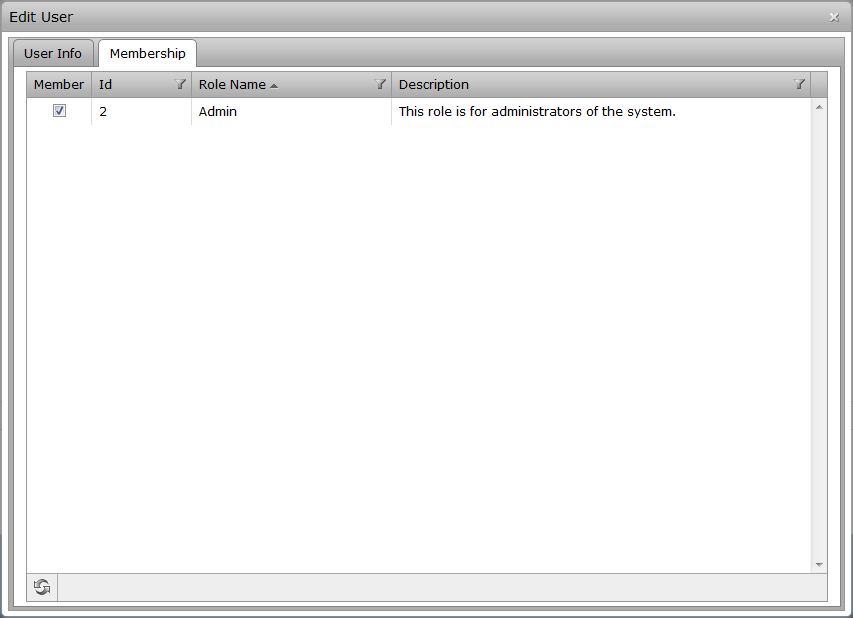 Edit User
User Info Membership
Member Id Role Name Description
2 Admin This role is for administrators of the system.